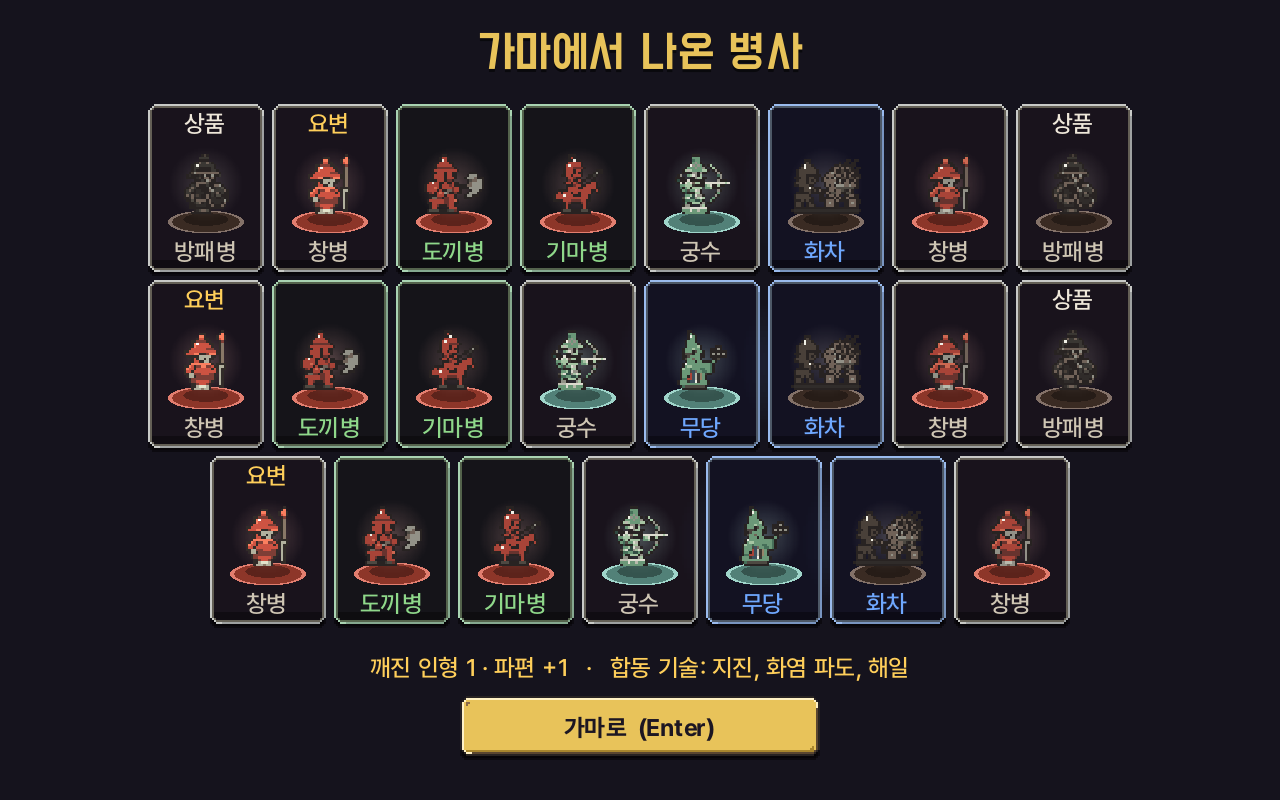 가마에서 나온 병사
상품 요변 상품
방패병 창병 도끼병 기마병 궁수 화차 창병 방패병
요변 상품
창병 도끼병 기마병 궁수 무당 화차 창병 방패병
요변
창병 도끼병 기마병 궁수 무당 화차 창병
깨진 인형 1 · 파편 +1 · 합동 기술: 지진, 화염 파도, 해일
가마로 (Enter)